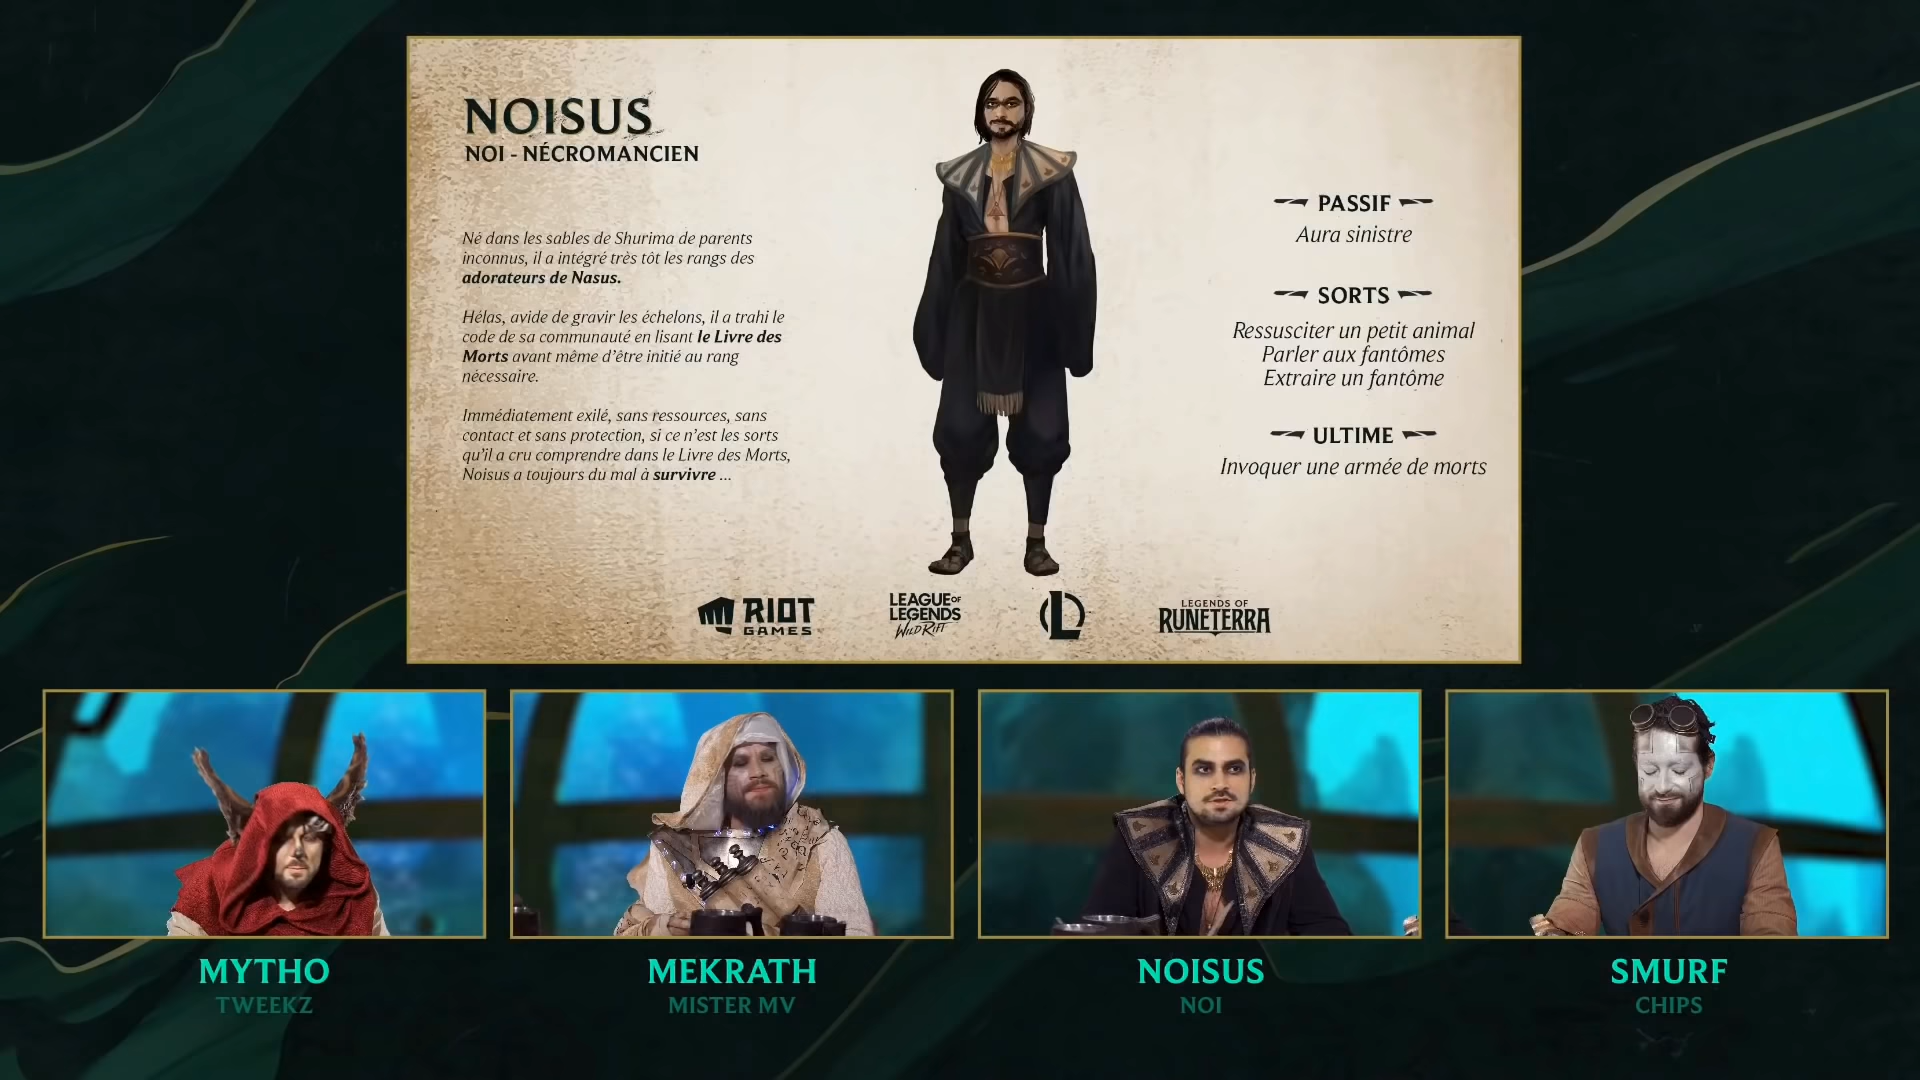 NOISUS
NOI - NÉCROMANCIEN
Né dans les sables de Shurima de parents
inconnus, il a intégré très tôt les rangs des
adorateurs de Nasus.
Hélas, avide de gravir les échelons, il a trahi le
code de sa communauté en lisant le Livre des
Morts avant même d'être initié au rang
nécessaire.
Immédiatement exilé, sans ressources, sans
contact et sans protection, si ce n'est les sorts
qu'il a cru comprendre dans le Livre des Morts,
Noisus a toujours du mal à survivre ...
PASSIF
Aura sinistre
SORTS
Ressusciter un petit animal
Parler aux fantômes
Extraire un fantôme
ULTIME
Invoquer une armée de morts
RIOT
GAMES
LEAGUE OF
LEGENDS
WILD RIFT
L
LEGENDS OF
RUNETERRA
MYTHO
TWEEKZ
MEKRATH
MISTER MV
NOISUS
NOI
SMURF
CHIPS